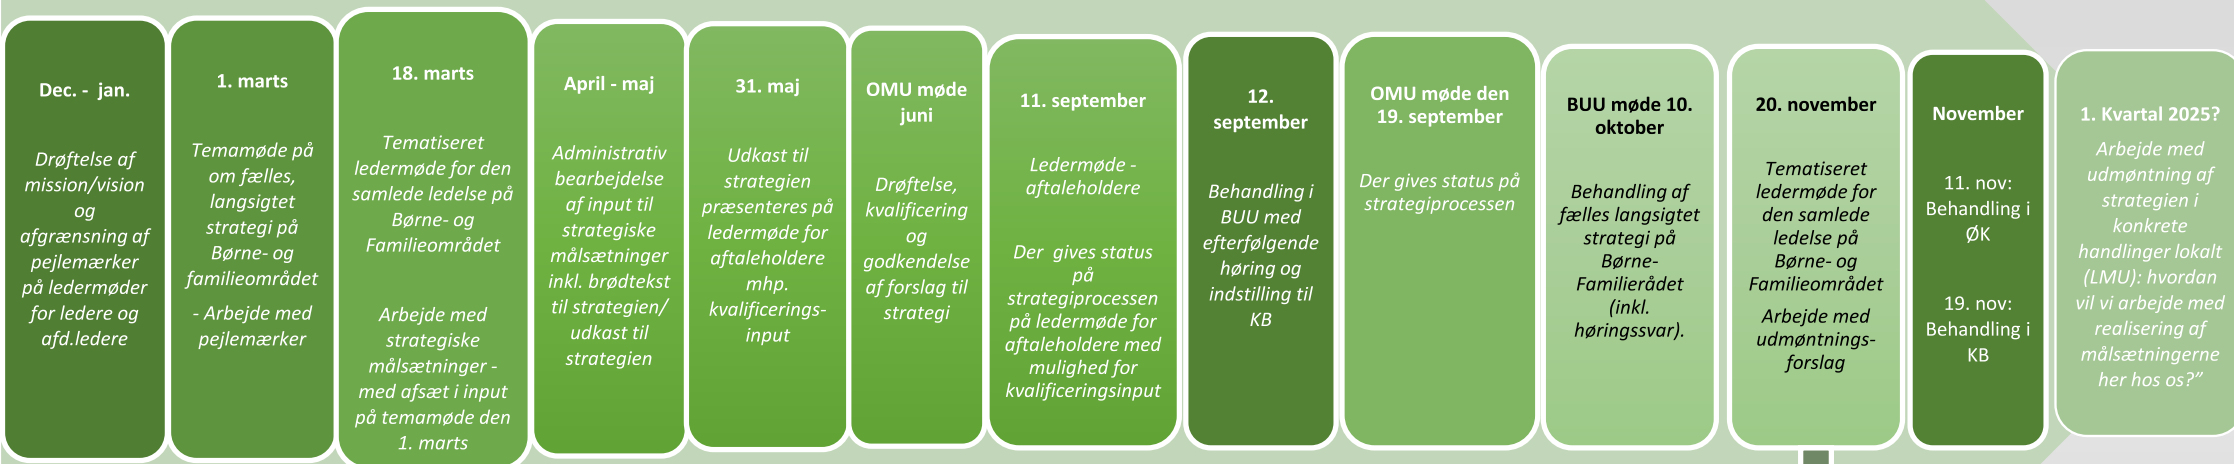 Dec. - jan.
Drøftelse af
mission/vision
og
afgrænsning af
pejlemærker
på ledermøder
for ledere og
afd.ledere
1. marts
Temamøde på
om fælles,
langsigtet
strategi på
Børne- og
familieområdet
- Arbejde med
pejlemærker
18. marts
Tematiseret
ledermøde for den
samlede ledelse på
Børne- og
Familieområdet
Arbejde med
strategiske
målsætninger -
med afsæt i input
på temamøde den
1. marts
April - maj
Administrativ
bearbejdelse
af input til
strategiske
målsætninger
inkl. brødtekst
til strategien/
udkast til
strategien
31. maj
Udkast til
strategien
præsenteres på
ledermøde for
aftaleholdere
mhp.
kvalificerings-
input
OMU møde
juni
Drøftelse,
kvalificering
og
godkendelse
af forslag til
strategi
11. september
Ledermøde -
aftaleholdere
Der  gives status
på
strategiprocessen
på ledermøde for
aftaleholdere med
mulighed for
kvalificeringsinput
12.
september
Behandling i
BUU med
efterfølgende
høring og
indstilling til
KB
OMU møde den
19. september
Der gives status på
strategiprocessen
BUU møde 10.
oktober
Behandling af
fælles langsigtet
strategi på
Børne-
Familierådet
(inkl.
høringssvar).
20. november
Tematiseret
ledermøde for
den samlede
ledelse på
Børne- og
Familieområdet
Arbejde med
udmøntnings-
forslag
November
11. nov:
Behandling i
ØK
19. nov:
Behandling i
KB
1. Kvartal 2025?
Arbejde med
udmøntning af
strategien i
konkrete
handlinger lokalt
(LMU): hvordan
vil vi arbejde med
realisering af
målsætningerne
her hos os?”